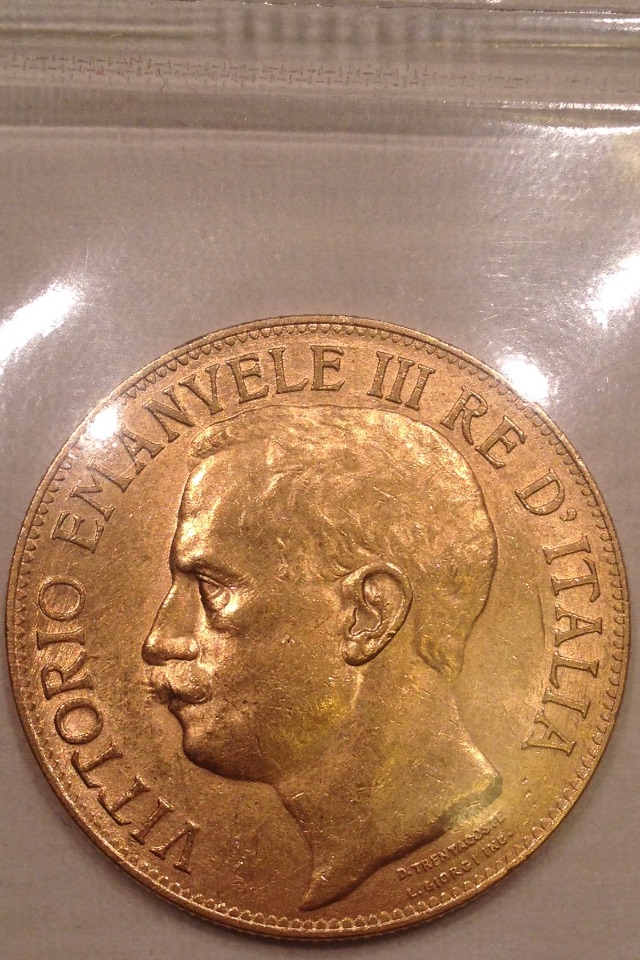 VITTORIO EMANVELE III RE D'ITALIA
D. TRENTACOSTE
L. GIORGI INC.